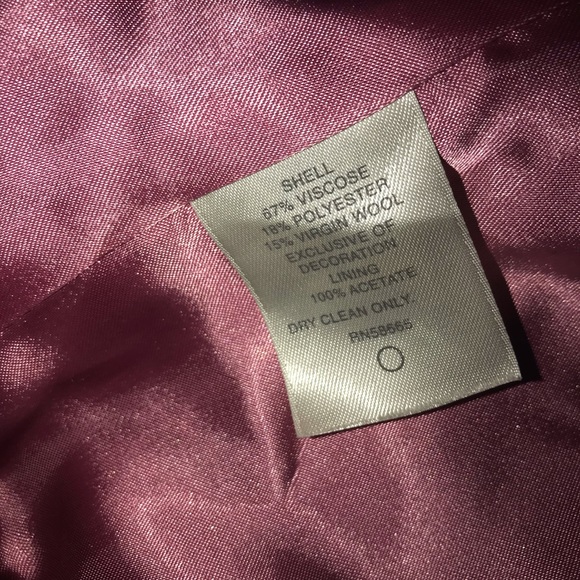 SHELL
67% VISCOSE
18% POLYESTER
15% VIRGIN WOOL
EXCLUSIVE OF
DECORATION
LINING
100% ACETATE
DRY CLEAN ONLY.
RN58665